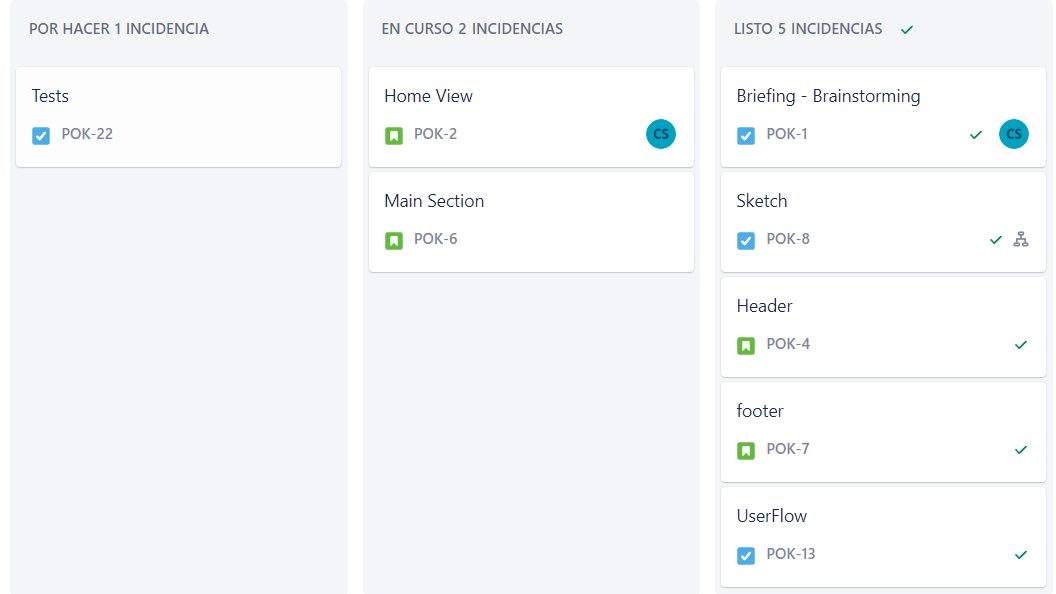 POR HACER 1 INCIDENCIA
Tests
POK-22
EN CURSO 2 INCIDENCIAS
Home View
POK-2
CS
Main Section
POK-6
LISTO 5 INCIDENCIAS
Briefing - Brainstorming
POK-1
CS
Sketch
POK-8
Header
POK-4
footer
POK-7
UserFlow
POK-13